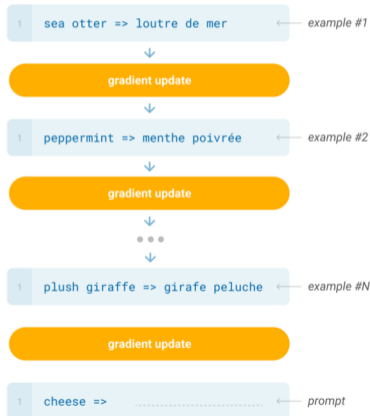 1 sea otter => loutre de mer example #1
gradient update
1 peppermint => menthe poivrée example #2
gradient update
1 plush giraffe => girafe peluche example #N
gradient update
1 cheese => prompt